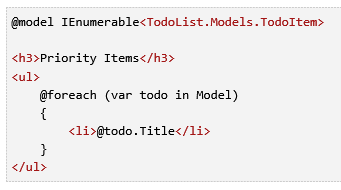 @model IEnumerable<TodoList.Models.TodoItem>
<h3>Priority Items</h3>
<ul>
@foreach (var todo in Model)
{
<li>@todo.Title</li>
}
</ul>